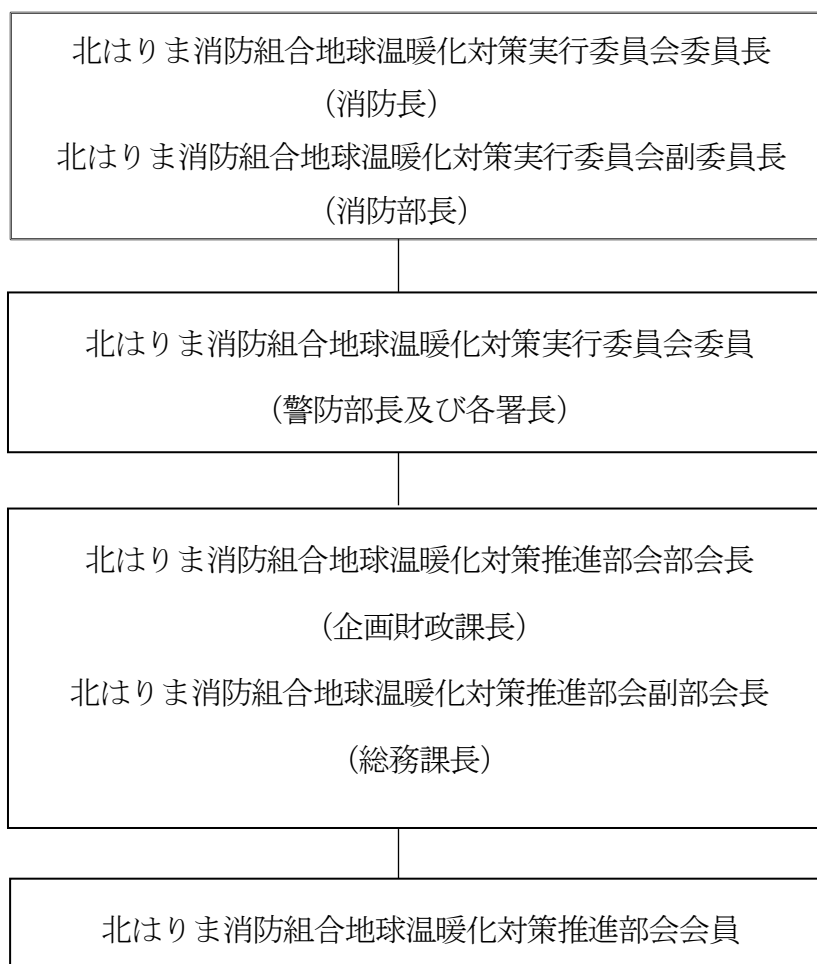 北はりま消防組合地球温暖化対策実行委員会委員長
（消防長）
北はりま消防組合地球温暖化対策実行委員会副委員長
（消防部長）
北はりま消防組合地球温暖化対策実行委員会委員
（警防部長及び各署長）
北はりま消防組合地球温暖化対策推進部会部会長
（企画財政課長）
北はりま消防組合地球温暖化対策推進部会副部会長
（総務課長）
北はりま消防組合地球温暖化対策推進部会会員